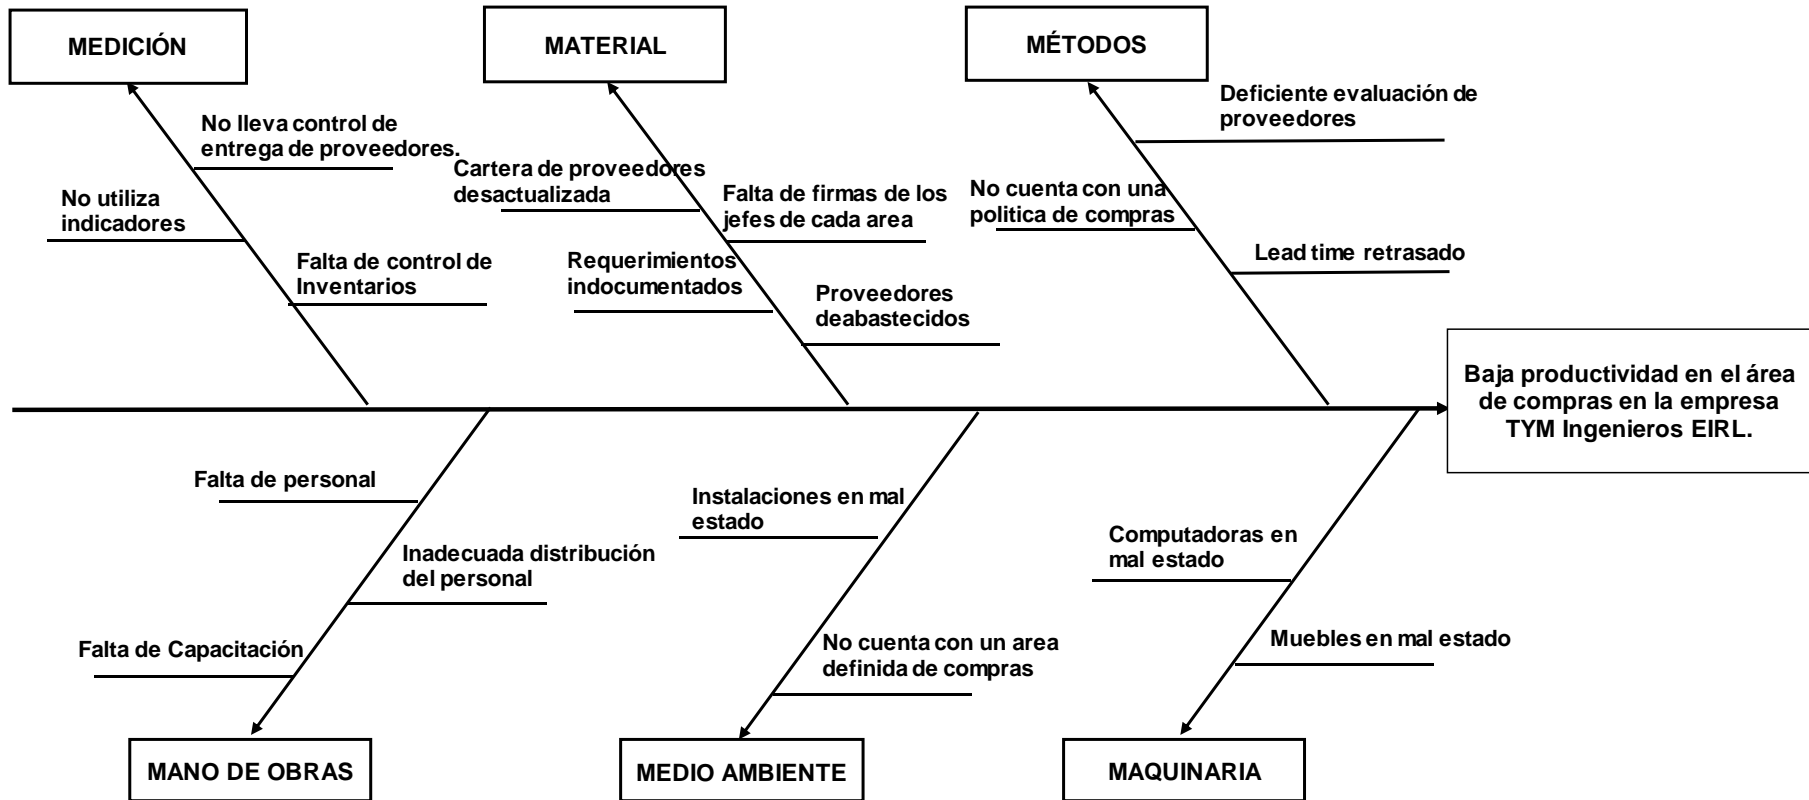 MEDICIÓN
MATERIAL
MÉTODOS
No lleva control de
entrega de proveedores.
No utiliza
indicadores
Falta de control de
Inventarios
Cartera de proveedores
desactualizada
Falta de firmas de los
jefes de cada area
Requerimientos
indocumentados
Proveedores
deabastecidos
Deficiente evaluación de
proveedores
No cuenta con una
politica de compras
Lead time retrasado
Baja productividad en el área
de compras en la empresa
TYM Ingenieros EIRL.
Falta de personal
Inadecuada distribución
del personal
Falta de Capacitación
Instalaciones en mal
estado
No cuenta con un area
definida de compras
Computadoras en
mal estado
Muebles en mal estado
MANO DE OBRAS
MEDIO AMBIENTE
MAQUINARIA